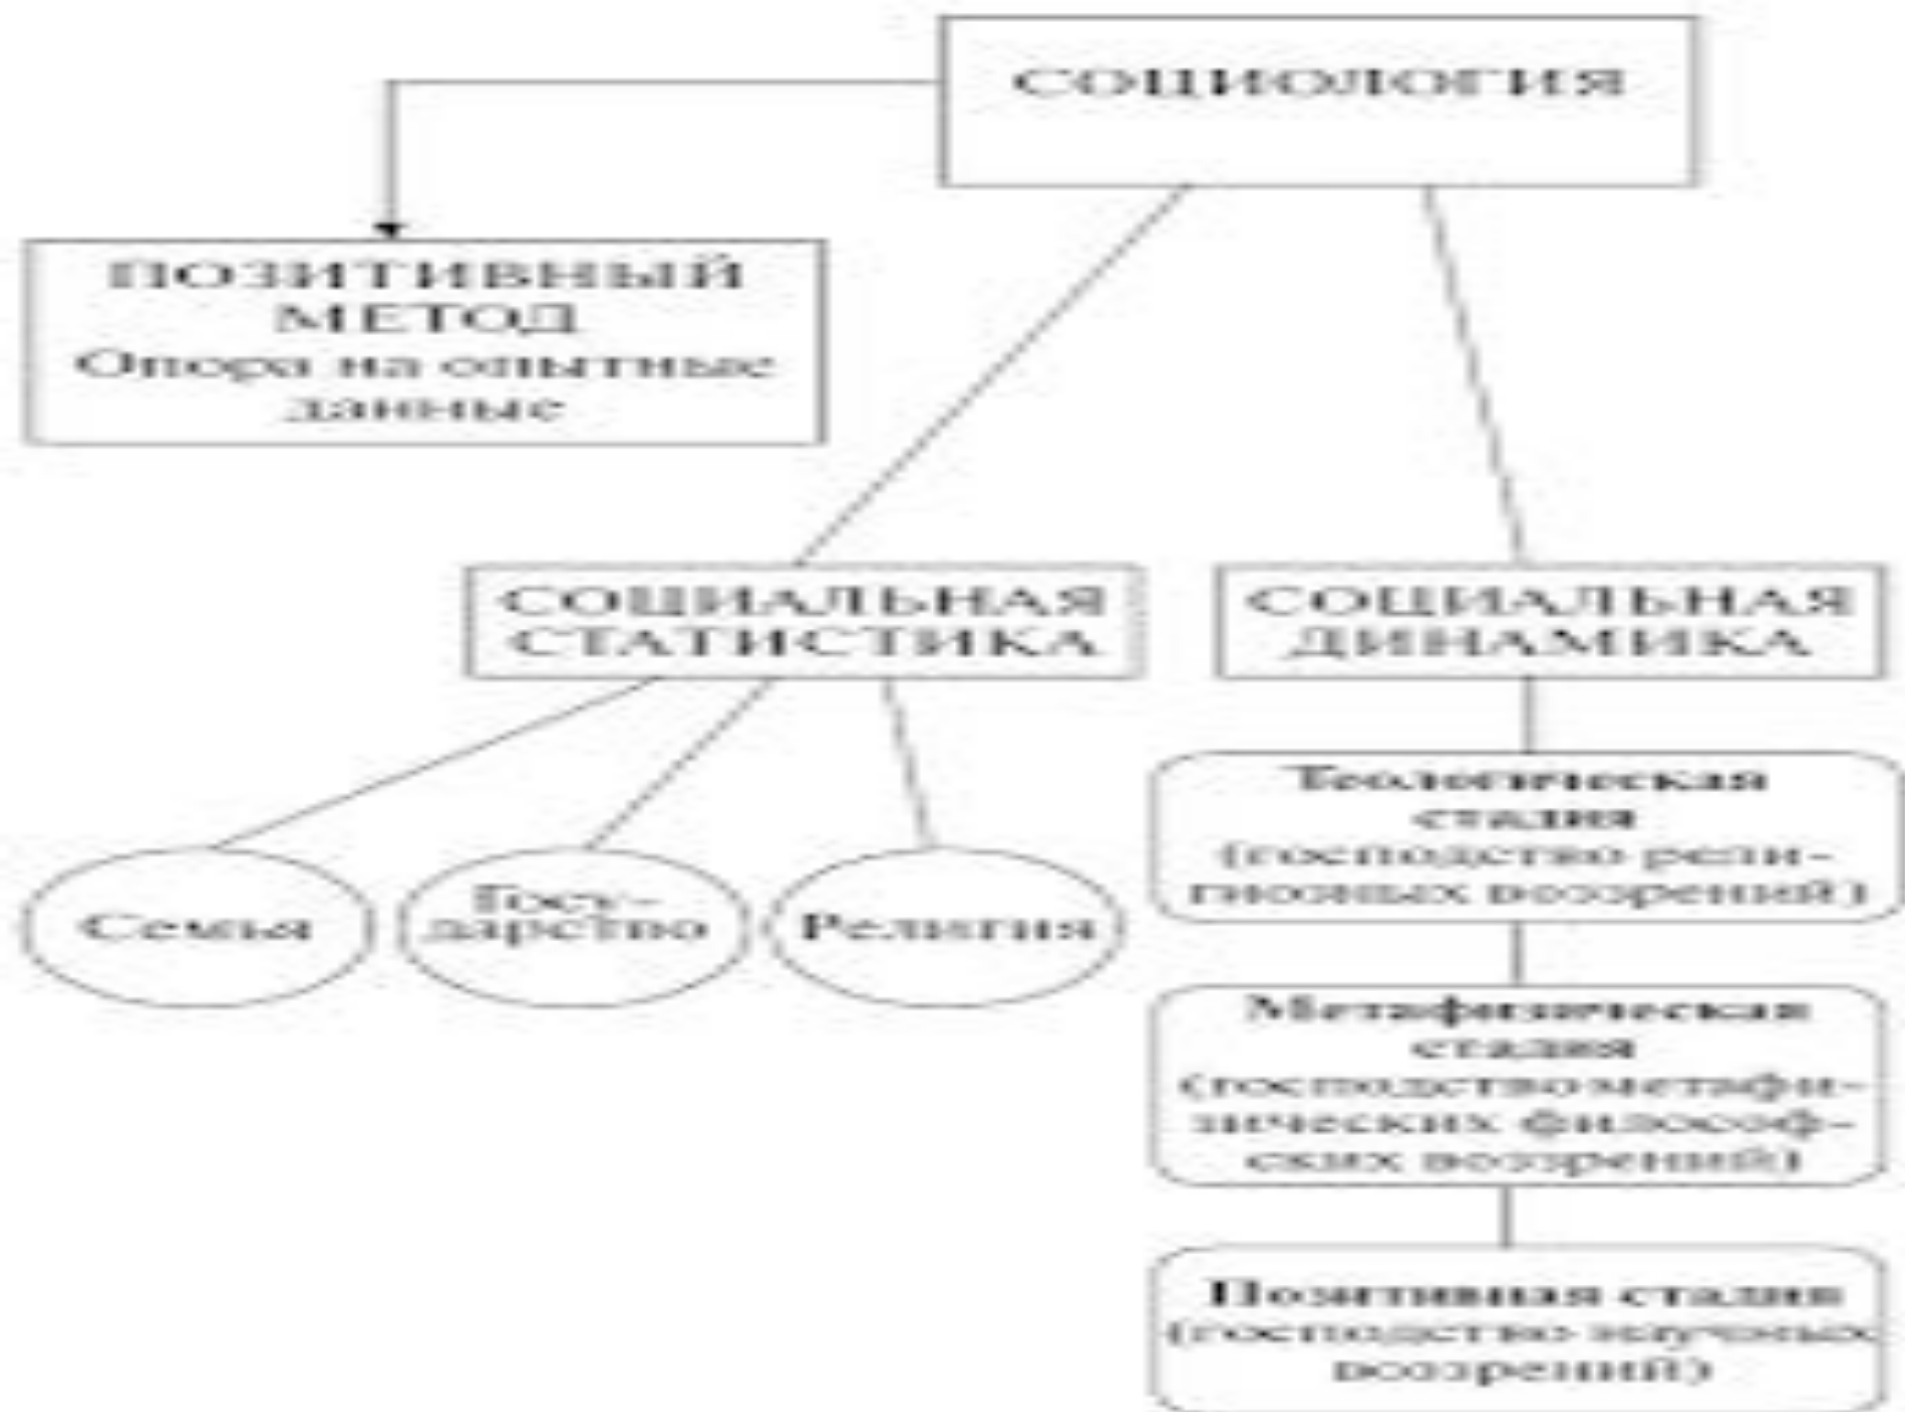 СОЦИОЛОГИЯ
ПОЗИТИВНЫЙ
МЕТОД
Опора на опытные
данные
СОЦИАЛЬНАЯ
СТАТИСТИКА
СОЦИАЛЬНАЯ
ДИНАМИКА
Семья
Госу-
дарство
Религия
Теологическая
стадия
(господство рели-
гиозных воззрений)
Метафизическая
стадия
(господство метафи-
зических философ-
ских воззрений)
Позитивная стадия
(господство научных
воззрений)